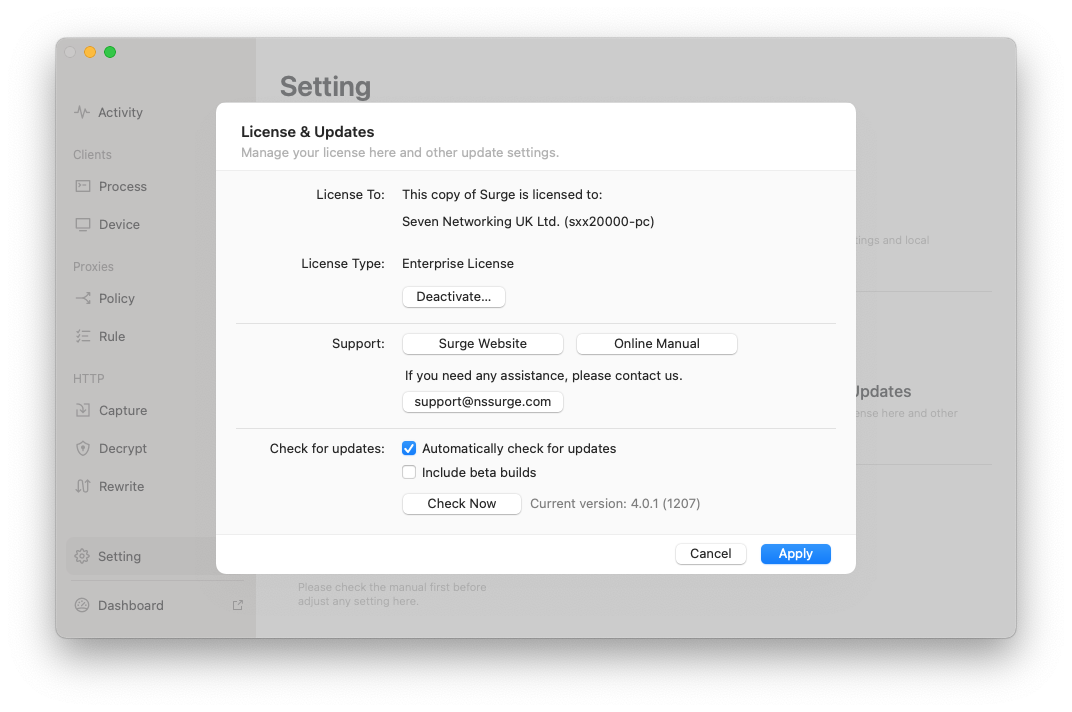 Setting
Activity
Clients
Process
Device
Proxies
Policy
Rule
HTTP
Capture
Decrypt
Rewrite
Setting
Dashboard
License & Updates
Manage your license here and other update settings.
License To: This copy of Surge is licensed to:
Seven Networking UK Ltd. (sxx20000-pc)
License Type: Enterprise License
Deactivate...
Support: Surge Website Online Manual
If you need any assistance, please contact us.
support@nssurge.com
Check for updates: Automatically check for updates
Include beta builds
Check Now Current version: 4.0.1 (1207)
Cancel Apply
and local
Updates
here and other
Please check the manual first before
adjust any setting here.